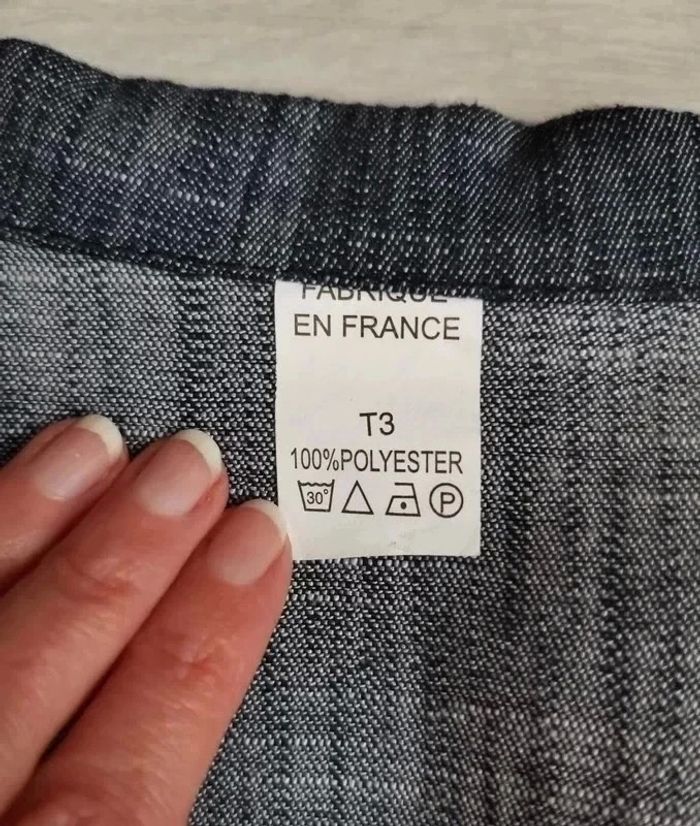 FABRIQUE
EN FRANCE
T3
100%POLYESTER
30° P